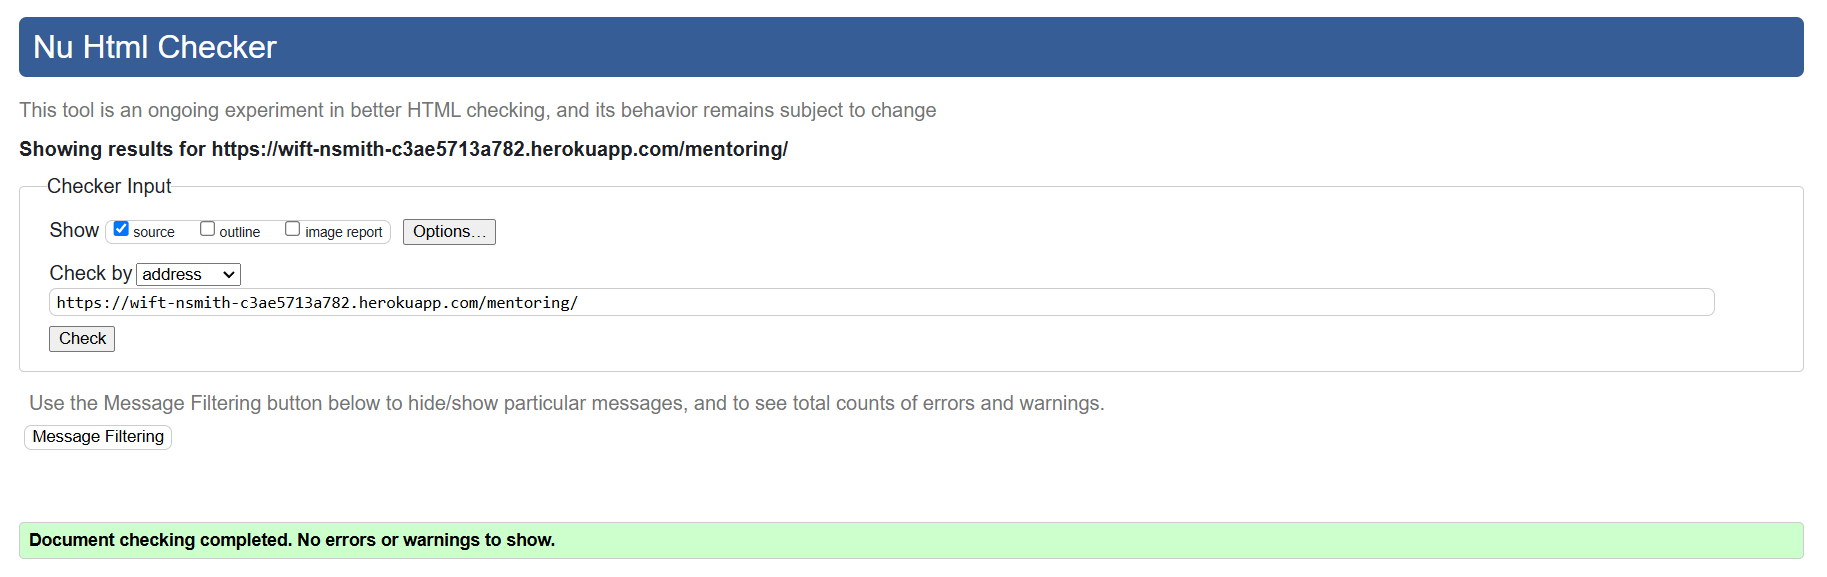 Nu Html Checker
This tool is an ongoing experiment in better HTML checking, and its behavior remains subject to change
Showing results for https://wift-nsmith-c3ae5713a782.herokuapp.com/mentoring/
Checker Input
Show source outline image report Options...
Check by address
https://wift-nsmith-c3ae5713a782.herokuapp.com/mentoring/
Check
Use the Message Filtering button below to hide/show particular messages, and to see total counts of errors and warnings.
Message Filtering
Document checking completed. No errors or warnings to show.